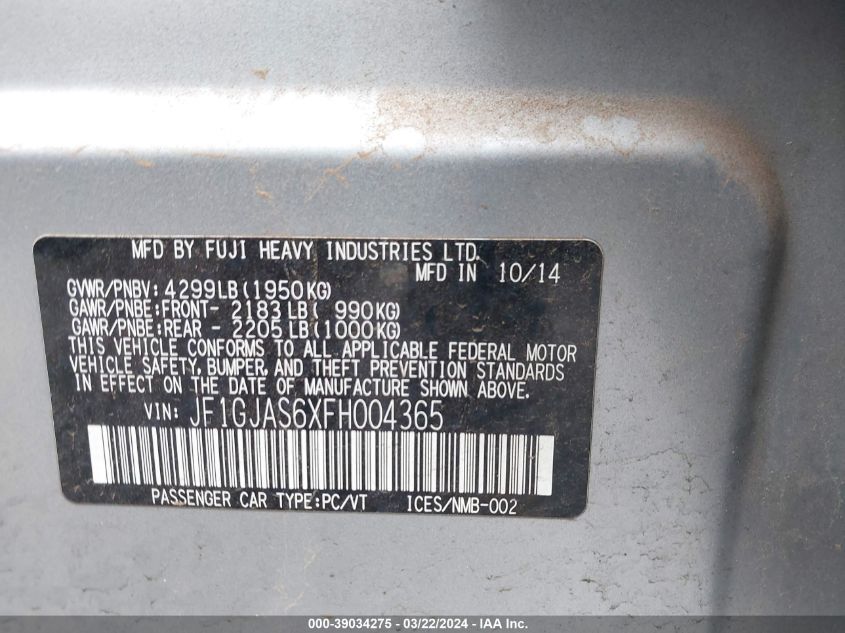 MFD BY FUJI HEAVY INDUSTRIES LTD.
MFD IN 10/14
GVWR/PNBV: 4299LB(1950KG)
GAWR/PNBE:FRONT- 2183LB( 990KG)
GAWR/PNBE:REAR - 2205LB(1000KG)
THIS VEHICLE CONFORMS TO ALL APPLICABLE FEDERAL MOTOR
VEHICLE SAFETY, BUMPER, AND THEFT PREVENTION STANDARDS
IN EFFECT ON THE DATE OF MANUFACTURE SHOWN ABOVE.
VIN: JF1GJAS6XFH004365
PASSENGER CAR TYPE:PC/VT ICES/NMB-002
000-39034275 - 03/22/2024 - IAAI.com